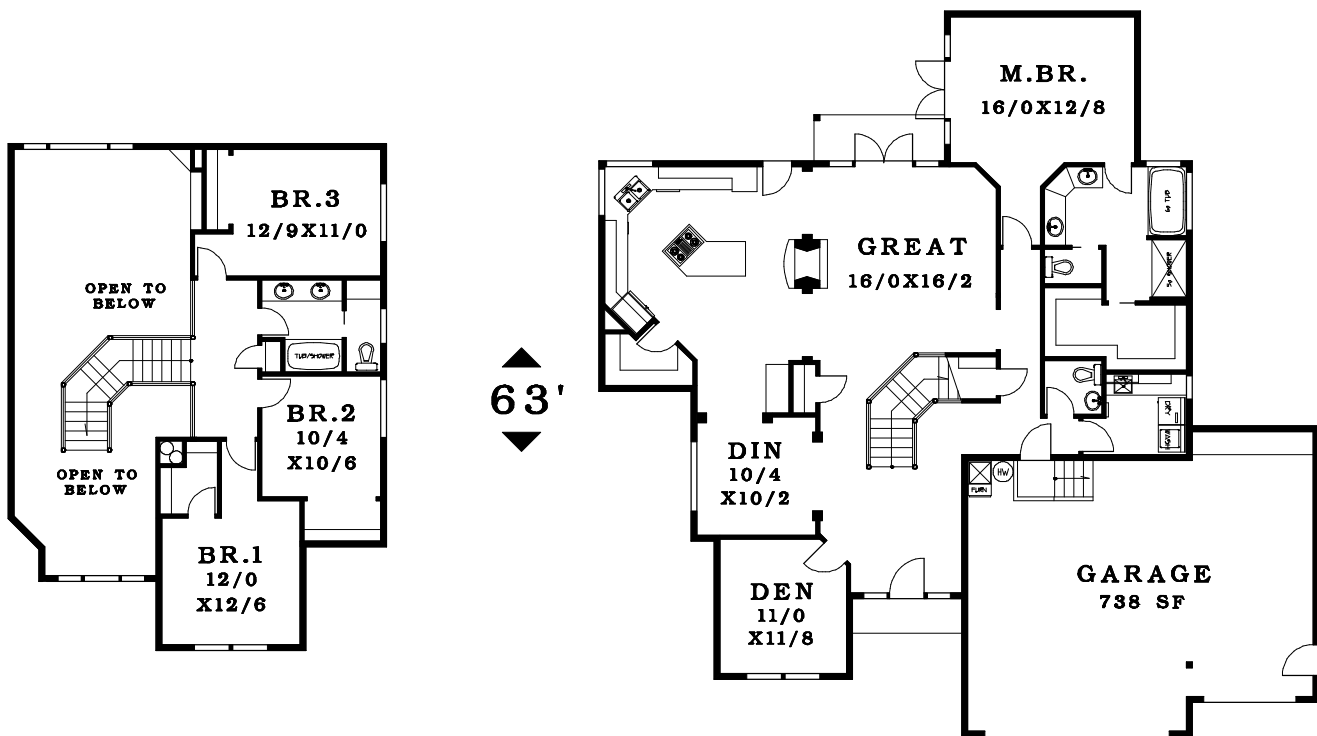 BR.3
12/9X11/0
OPEN TO
BELOW
TUB/SHOWER
BR.2
10/4
X10/6
OPEN TO
BELOW
BR.1
12/0
X12/6
63'
M.BR.
16/0X12/8
GREAT
16/0X16/2
DIN
10/4
X10/2
DEN
11/0
X11/8
FURN
HW
DRY
WASH
GARAGE
738 SF